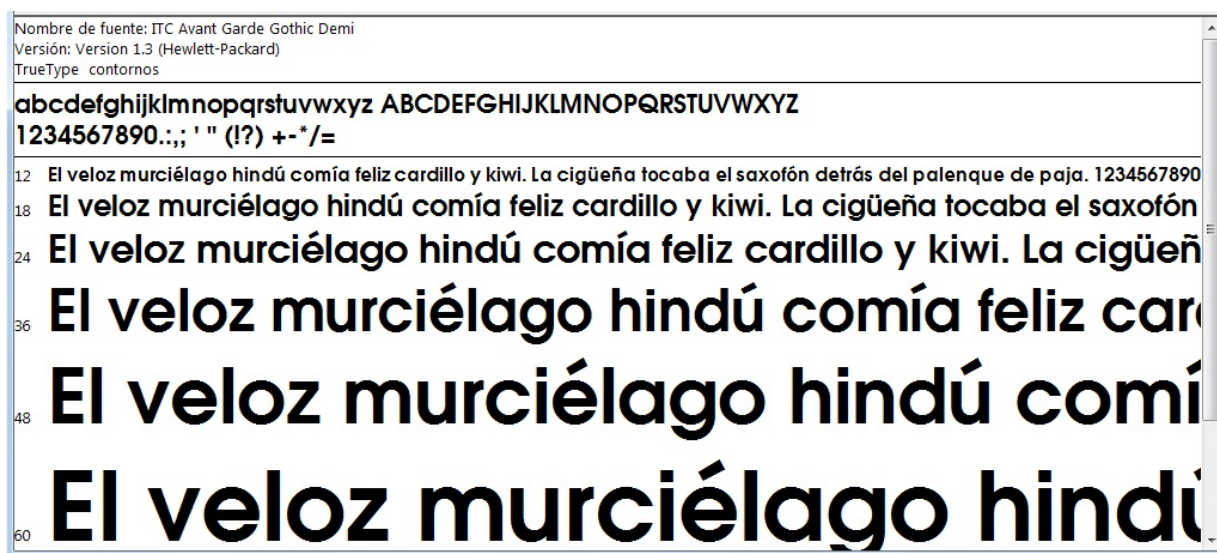 Nombre de fuente: ITC Avant Garde Gothic Demi
Versión: Version 1.3 (Hewlett-Packard)
TrueType contornos
abcdefghijklmnopqrstuvwxyz ABCDEFGHIJKLMNOPQRSTUVWXYZ
1234567890.:,; ' " (!?) +-*/=
12 El veloz murciélago hindú comía feliz cardillo y kiwi. La cigüeña tocaba el saxofón detrás del palenque de paja. 1234567890
18 El veloz murciélago hindú comía feliz cardillo y kiwi. La cigüeña tocaba el saxofón
24 El veloz murciélago hindú comía feliz cardillo y kiwi. La cigüeñ
36 El veloz murciélago hindú comía feliz car
48 El veloz murciélago hindú comí
60 El veloz murciélago hindú